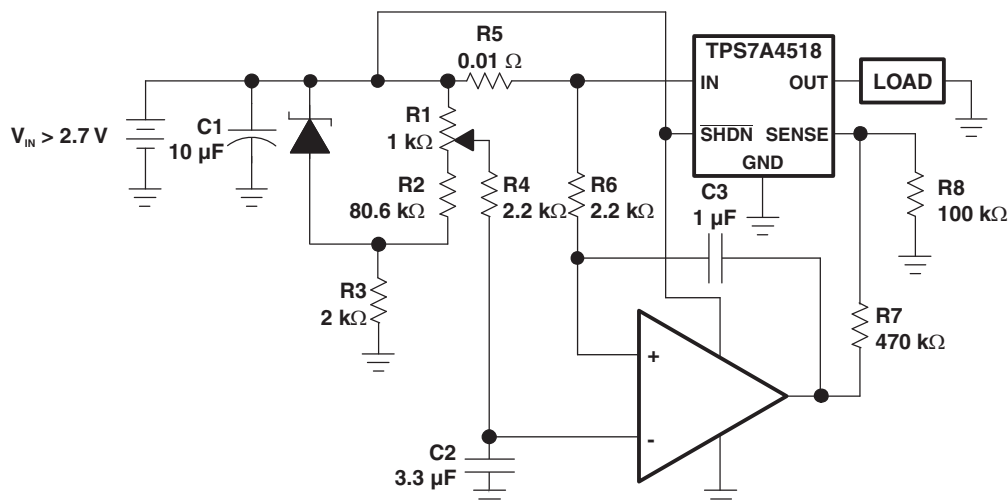 R5
0.01 Ω
TPS7A4518
IN
OUT
LOAD
SHDN
SENSE
GND
V_IN > 2.7 V
C1
10 µF
R1
1 kΩ
R2
80.6 kΩ
R4
2.2 kΩ
R6
2.2 kΩ
C3
1 µF
R8
100 kΩ
R3
2 kΩ
R7
470 kΩ
+
-
C2
3.3 µF